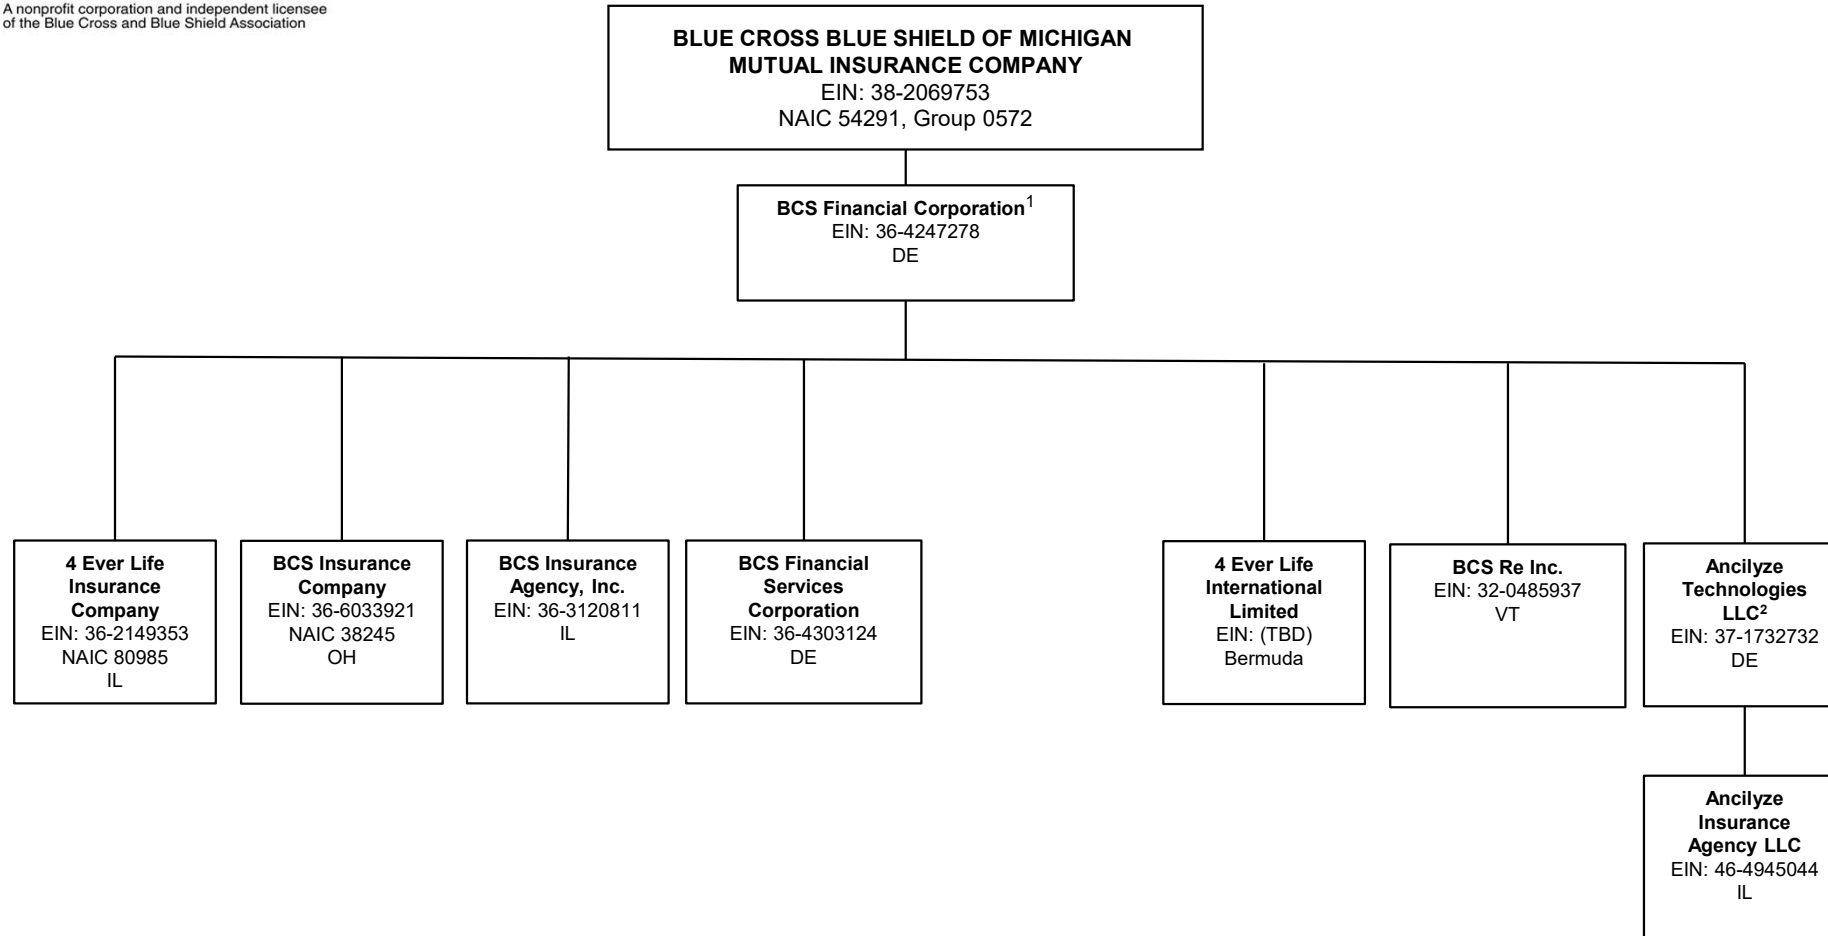 A nonprofit corporation and independent licensee
of the Blue Cross and Blue Shield Association
BLUE CROSS BLUE SHIELD OF MICHIGAN
MUTUAL INSURANCE COMPANY
EIN: 38-2069753
NAIC 54291, Group 0572
BCS Financial Corporation¹
EIN: 36-4247278
DE
4 Ever Life
Insurance
Company
EIN: 36-2149353
NAIC 80985
IL
BCS Insurance
Company
EIN: 36-6033921
NAIC 38245
OH
BCS Insurance
Agency, Inc.
EIN: 36-3120811
IL
BCS Financial
Services
Corporation
EIN: 36-4303124
DE
4 Ever Life
International
Limited
EIN: (TBD)
Bermuda
BCS Re Inc.
EIN: 32-0485937
VT
Ancilyze
Technologies
LLC²
EIN: 37-1732732
DE
Ancilyze
Insurance
Agency LLC
EIN: 46-4945044
IL